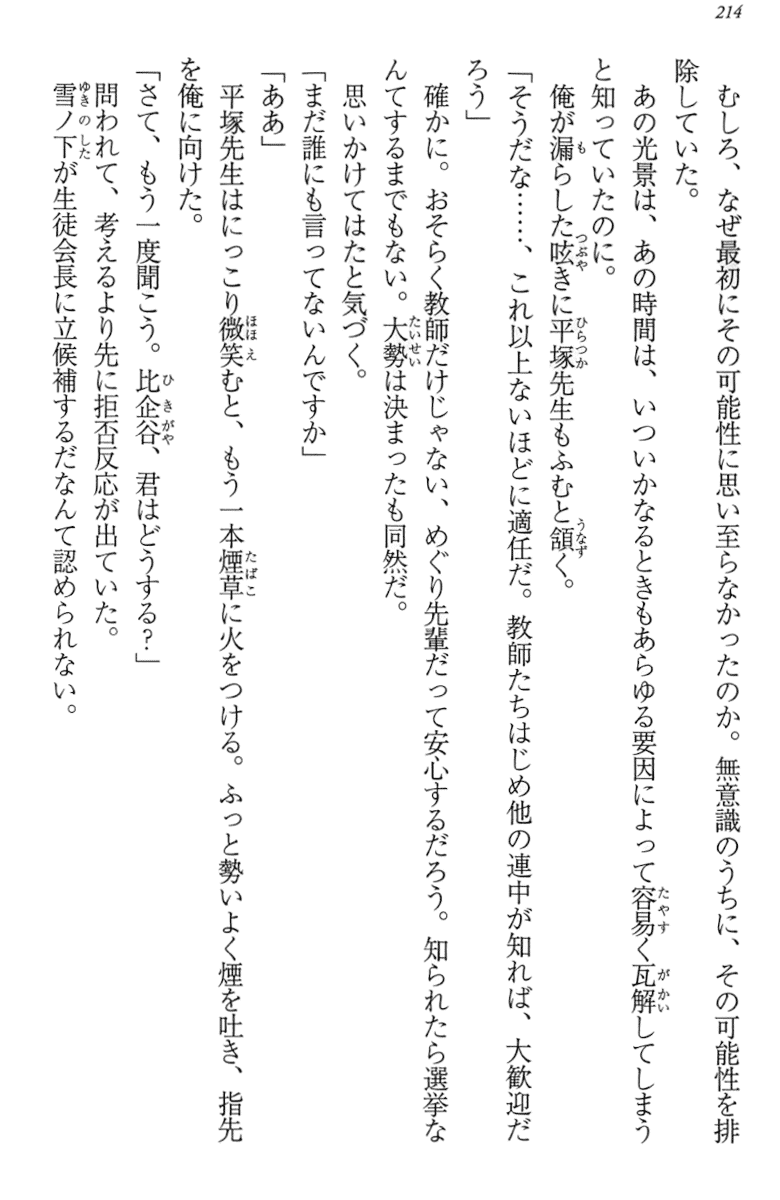 214
むしろ、なぜ最初にその可能性に思い至らなかったのか。無意識のうちに、その可能性を排
除していた。
あの光景は、あの時間は、いついかなるときもあらゆる要因によって容易く瓦解してしまう
と知っていたのに。
俺が漏らした呟きに平塚先生もふむと頷く。
「そうだな……、これ以上ないほどに適任だ。教師たちはじめ他の連中が知れば、大歓迎だ
ろう」
確かに。おそらく教師だけじゃない、めぐり先輩だって安心するだろう。知られたら選挙な
んてするまでもない。大勢は決まったも同然だ。
思いかけてはたと気づく。
「まだ誰にも言ってないんですか」
「ああ」
平塚先生はにっこり微笑むと、もう一本煙草に火をつける。ふっと勢いよく煙を吐き、指先
を俺に向けた。
「さて、もう一度聞こう。比企谷、君はどうする?」
問われて、考えるより先に拒否反応が出ていた。
雪ノ下が生徒会長に立候補するだなんて認められない。